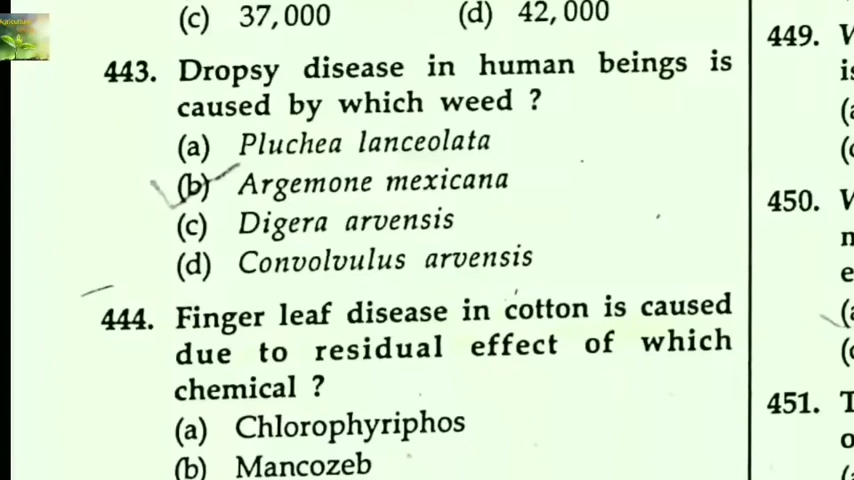 Agriculture
(c) 37,000 (d) 42,000
443. Dropsy disease in human beings is
caused by which weed ?
(a) Pluchea lanceolata
(b) Argemone mexicana
(c) Digera arvensis
(d) Convolvulus arvensis
444. Finger leaf disease in cotton is caused
due to residual effect of which
chemical ?
(a) Chlorophyriphos
(b) Mancozeb
449.
450.
451.